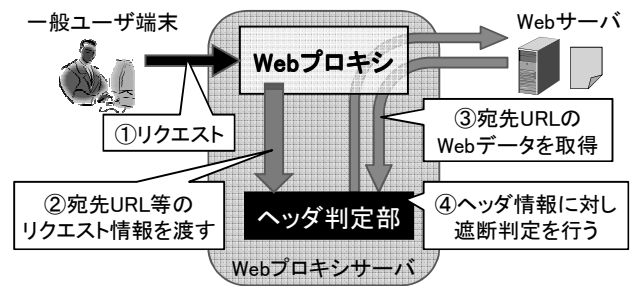 一般ユーザ端末
Webサーバ
Webプロキシ
①リクエスト
③宛先URLの
Webデータを取得
②宛先URL等の
リクエスト情報を渡す
ヘッダ判定部
④ヘッダ情報に対し
遮断判定を行う
Webプロキシサーバ